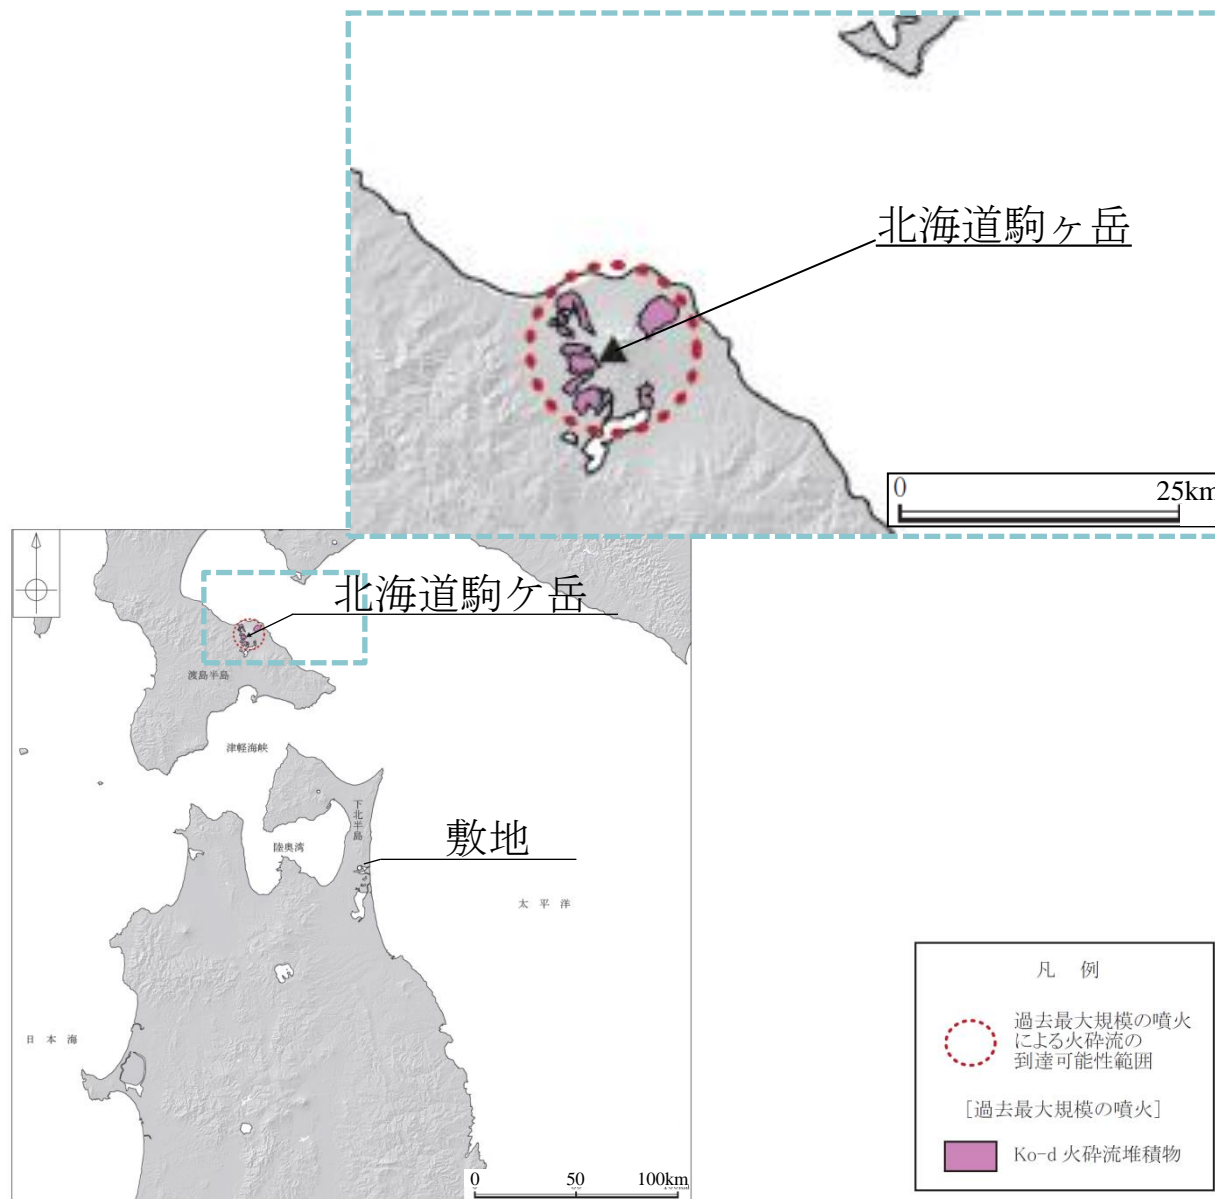 北海道駒ヶ岳
0 25km
北海道駒ケ岳
渡島半島
津軽海峡
下北半島
陸奥湾
敷地
太平洋
日本海
0 50 100km
凡例
過去最大規模の噴火
による火砕流の
到達可能性範囲
[過去最大規模の噴火]
Ko-d 火砕流堆積物